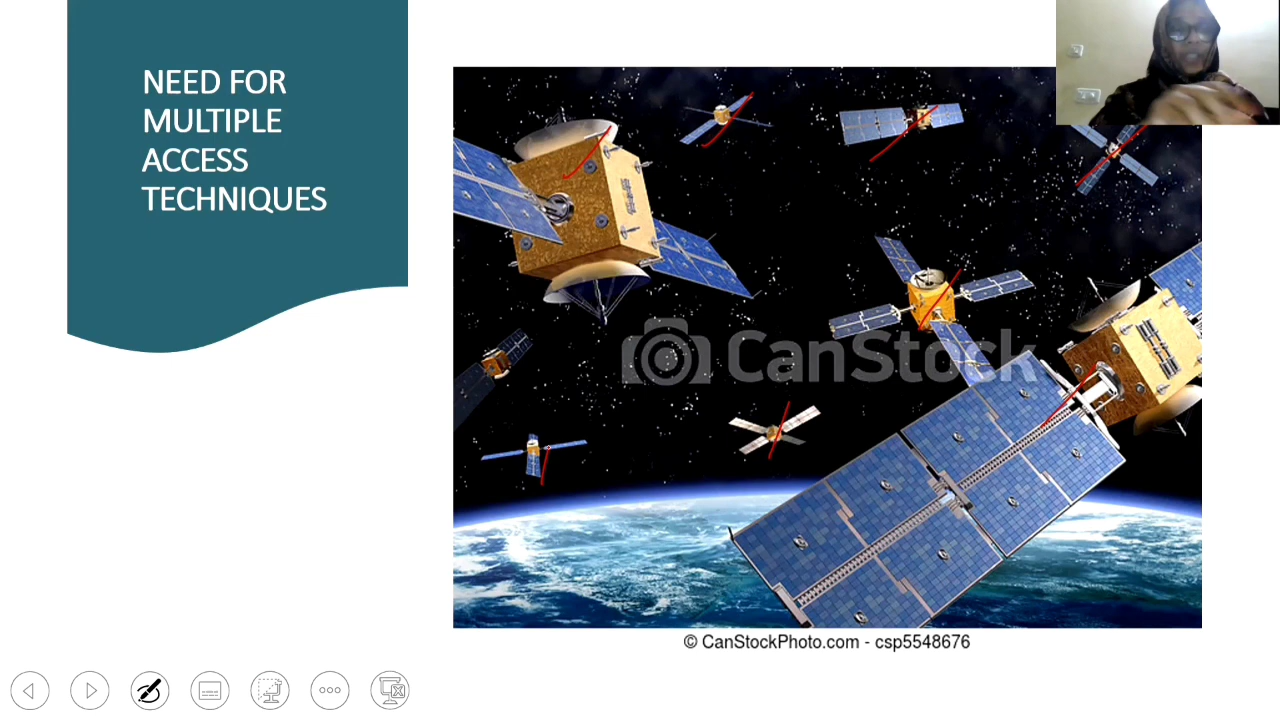 NEED FOR
MULTIPLE
ACCESS
TECHNIQUES
CanStock
© CanStockPhoto.com - csp5548676